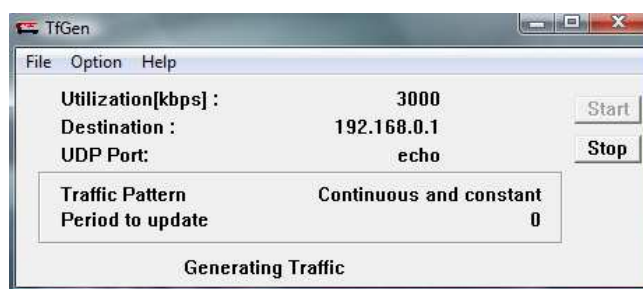 TfGen
File Option Help
Utilization[kbps] : 3000
Start
Destination : 192.168.0.1
UDP Port: echo
Stop
Traffic Pattern Continuous and constant
Period to update 0
Generating Traffic